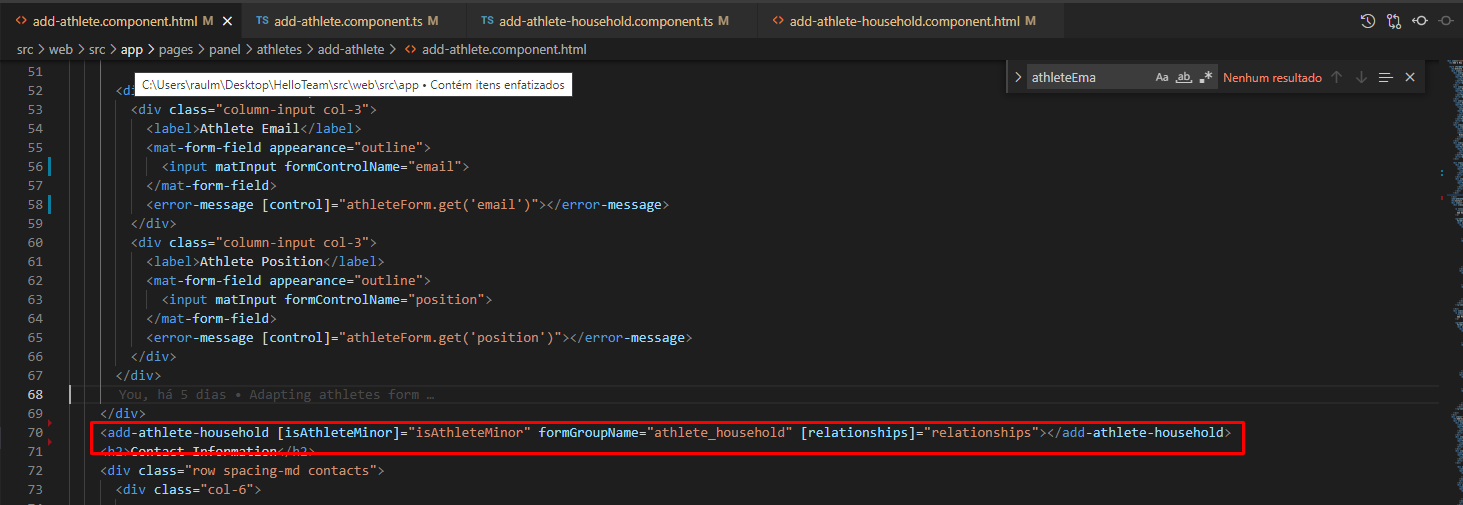 add-athlete.component.html M add-athlete.component.ts M add-athlete-household.component.ts M add-athlete-household.component.html M
src > web > src > app > pages > panel > athletes > add-athlete > add-athlete.component.html
athleteEma Aa ab .* Nenhum resultado
C:\Users\raulm\Desktop\HelloTeam\src\web\src\app • Contém itens enfatizados
51
52 <di
53 <div class="column-input col-3">
54 <label>Athlete Email</label>
55 <mat-form-field appearance="outline">
56 <input matInput formControlName="email">
57 </mat-form-field>
58 <error-message [control]="athleteForm.get('email')"></error-message>
59 </div>
60 <div class="column-input col-3">
61 <label>Athlete Position</label>
62 <mat-form-field appearance="outline">
63 <input matInput formControlName="position">
64 </mat-form-field>
65 <error-message [control]="athleteForm.get('position')"></error-message>
66 </div>
67 </div>
68 You, há 5 dias • Adapting athletes form …
69 </div>
70 <add-athlete-household [isAthleteMinor]="isAthleteMinor" formGroupName="athlete_household" [relationships]="relationships"></add-athlete-household>
71 <h2>Contact Information</h2>
72 <div class="row spacing-md contacts">
73 <div class="col-6">